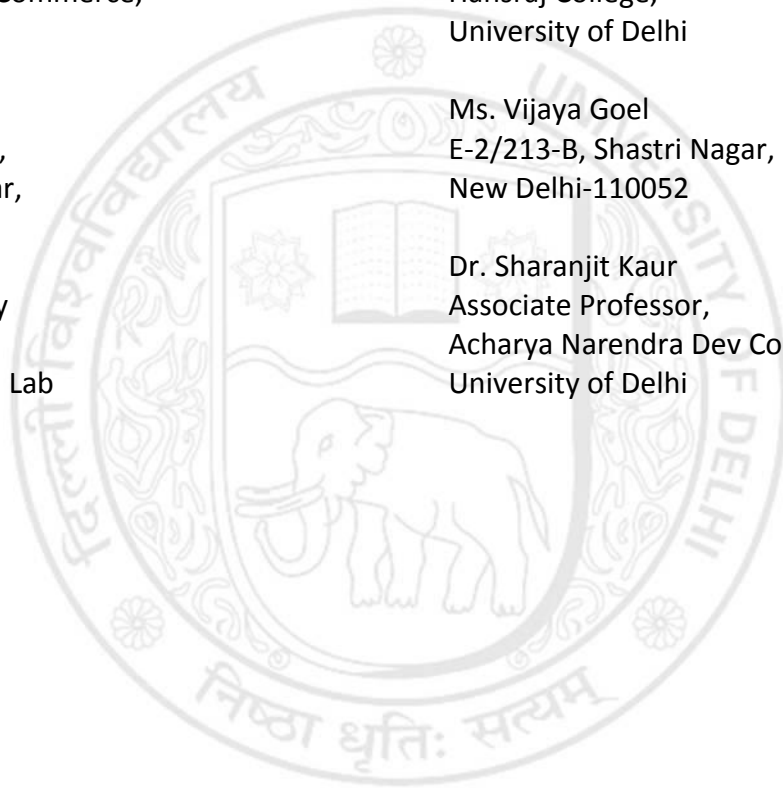 Commerce,
Lab
Hansraj College,
University of Delhi
Ms. Vijaya Goel
E-2/213-B, Shastri Nagar,
New Delhi-110052
Dr. Sharanjit Kaur
Associate Professor,
Acharya Narendra Dev Co
University of Delhi
दिल्ली विश्वविद्यालय
UNIVERSITY OF DELHI
निष्ठा धृति: सत्यम्